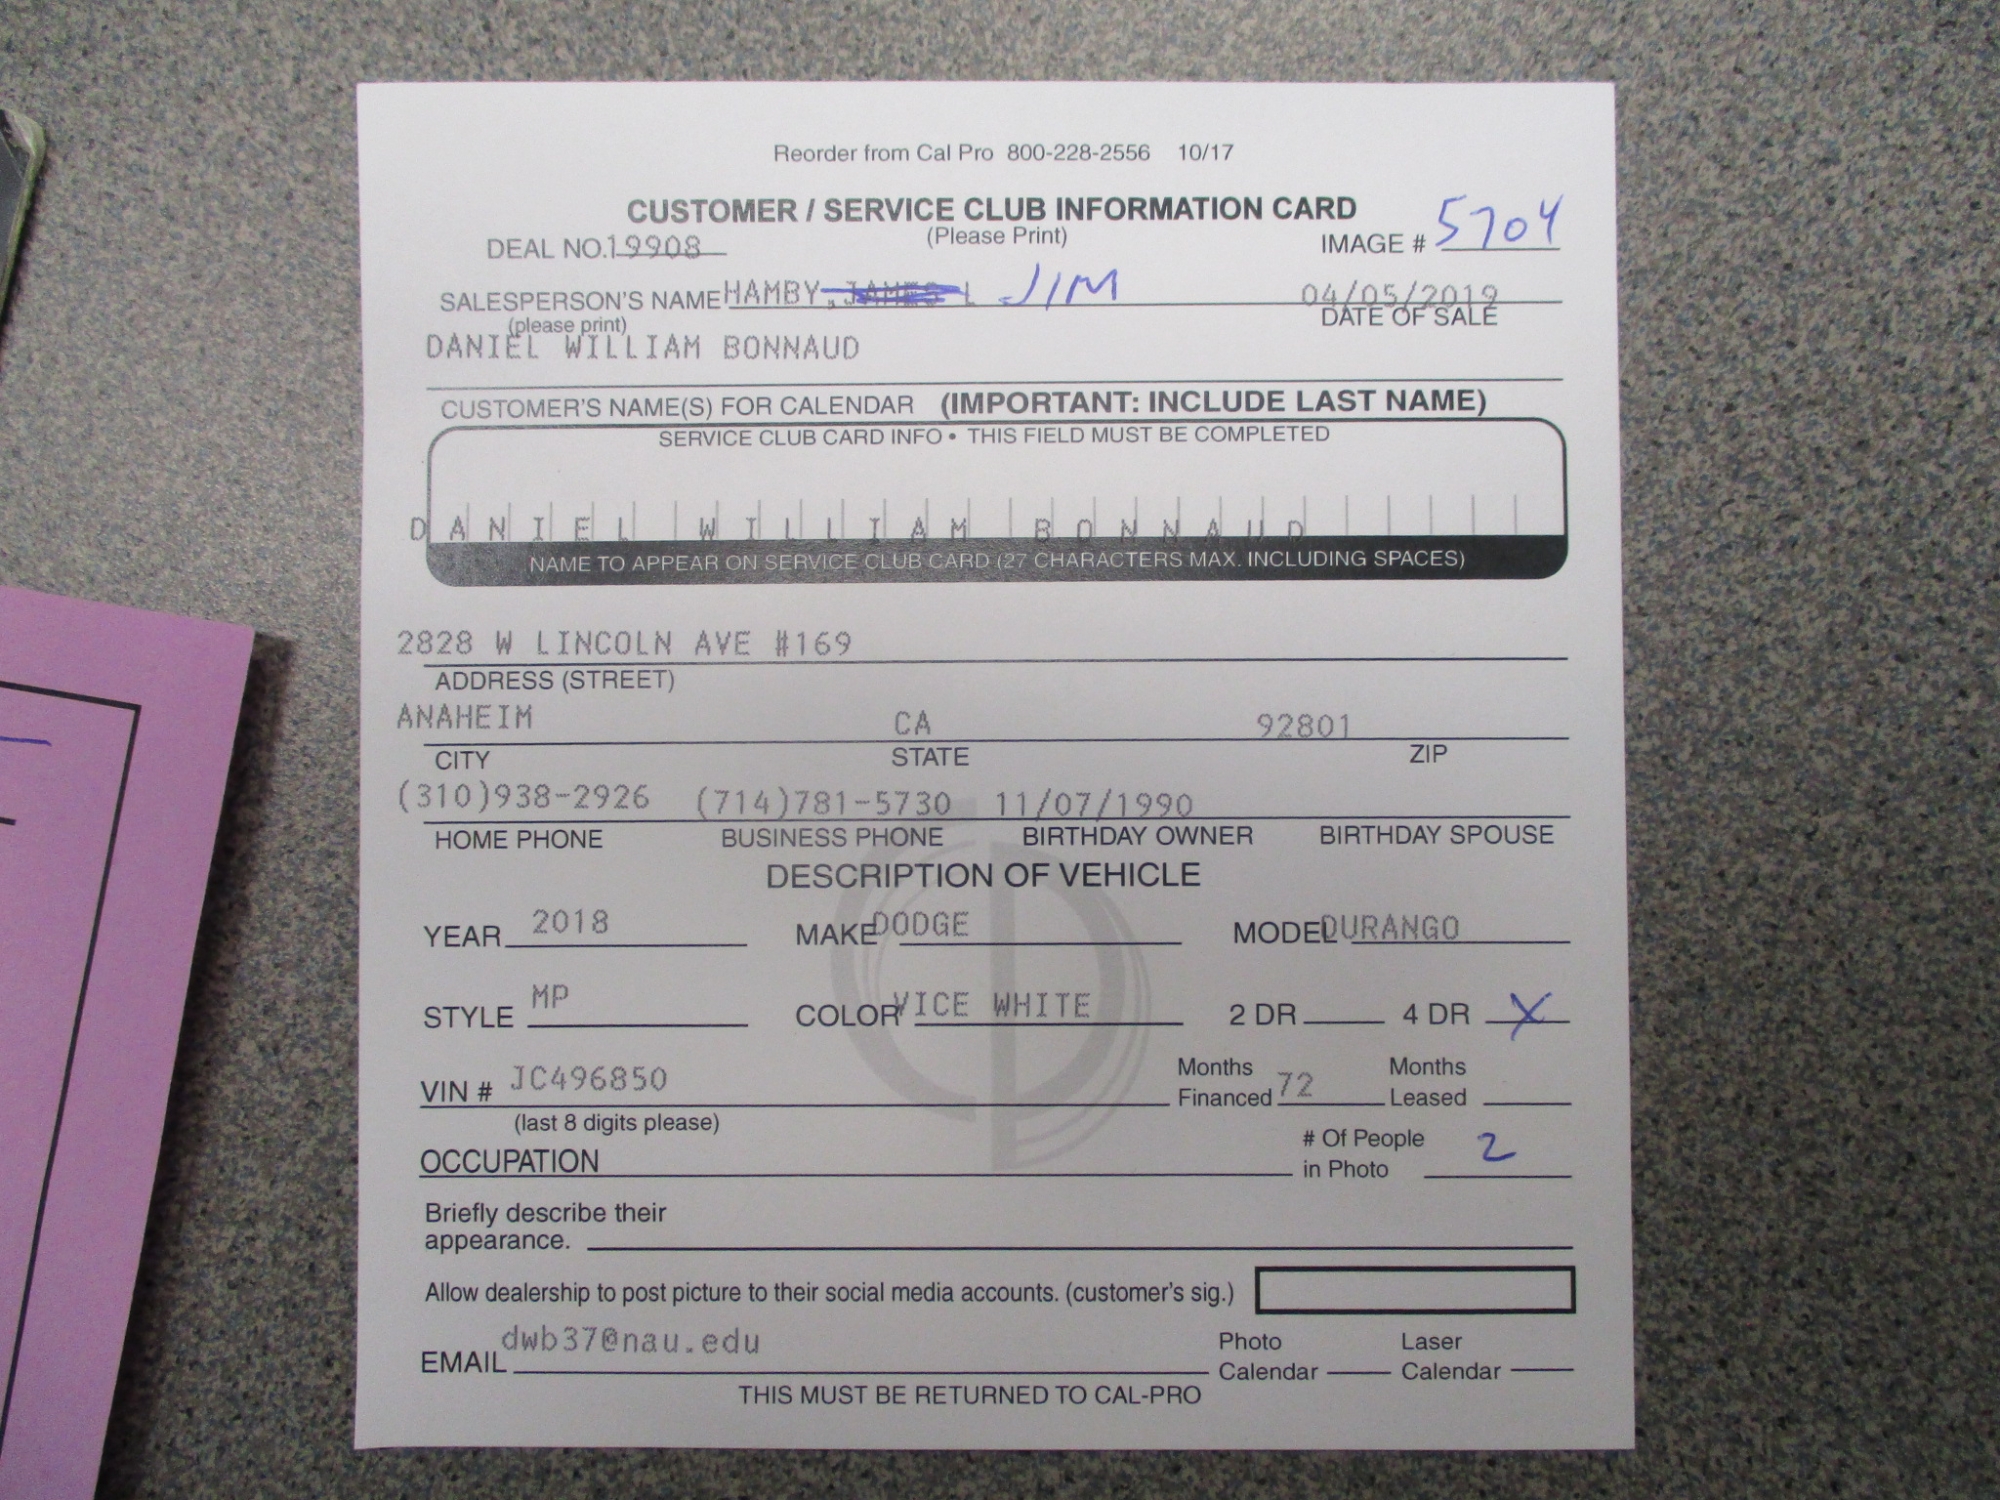 Reorder from Cal Pro 800-228-2556 10/17
CUSTOMER / SERVICE CLUB INFORMATION CARD
(Please Print)
DEAL NO. 19908
IMAGE # 5704
SALESPERSON'S NAME HAMBY, JAMES L JIM 04/05/2019
(please print) DATE OF SALE
DANIEL WILLIAM BONNAUD
CUSTOMER'S NAME(S) FOR CALENDAR (IMPORTANT: INCLUDE LAST NAME)
SERVICE CLUB CARD INFO • THIS FIELD MUST BE COMPLETED
DANIEL WILLIAM BONNAUD
NAME TO APPEAR ON SERVICE CLUB CARD (27 CHARACTERS MAX. INCLUDING SPACES)
2828 W LINCOLN AVE #169
ADDRESS (STREET)
ANAHEIM CA 92801
CITY STATE ZIP
(310)938-2926 (714)781-5730 11/07/1990
HOME PHONE BUSINESS PHONE BIRTHDAY OWNER BIRTHDAY SPOUSE
DESCRIPTION OF VEHICLE
YEAR 2018 MAKE DODGE MODEL DURANGO
STYLE MP COLOR VICE WHITE 2 DR 4 DR X
VIN # JC496850 Months Financed 72 Months Leased
(last 8 digits please)
OCCUPATION # Of People in Photo 2
Briefly describe their
appearance.
Allow dealership to post picture to their social media accounts. (customer's sig.)
EMAIL dwb37@nau.edu Photo Calendar Laser Calendar
THIS MUST BE RETURNED TO CAL-PRO